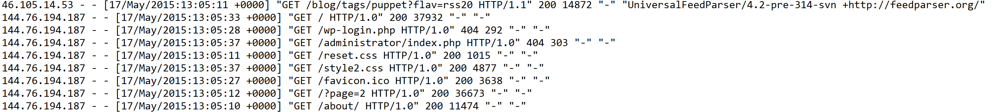 46.105.14.53 - - [17/May/2015:13:05:11 +0000] "GET /blog/tags/puppet?flav=rss20 HTTP/1.1" 200 14872 "-" "UniversalFeedParser/4.2-pre-314-svn +http://feedparser.org/"
144.76.194.187 - - [17/May/2015:13:05:33 +0000] "GET / HTTP/1.0" 200 37932 "-" "-"
144.76.194.187 - - [17/May/2015:13:05:28 +0000] "GET /wp-login.php HTTP/1.0" 404 292 "-" "-"
144.76.194.187 - - [17/May/2015:13:05:37 +0000] "GET /administrator/index.php HTTP/1.0" 404 303 "-" "-"
144.76.194.187 - - [17/May/2015:13:05:11 +0000] "GET /reset.css HTTP/1.0" 200 1015 "-" "-"
144.76.194.187 - - [17/May/2015:13:05:37 +0000] "GET /style2.css HTTP/1.0" 200 4877 "-" "-"
144.76.194.187 - - [17/May/2015:13:05:27 +0000] "GET /favicon.ico HTTP/1.0" 200 3638 "-" "-"
144.76.194.187 - - [17/May/2015:13:05:12 +0000] "GET /?page=2 HTTP/1.0" 200 36673 "-" "-"
144.76.194.187 - - [17/May/2015:13:05:10 +0000] "GET /about/ HTTP/1.0" 200 11474 "-" "-"